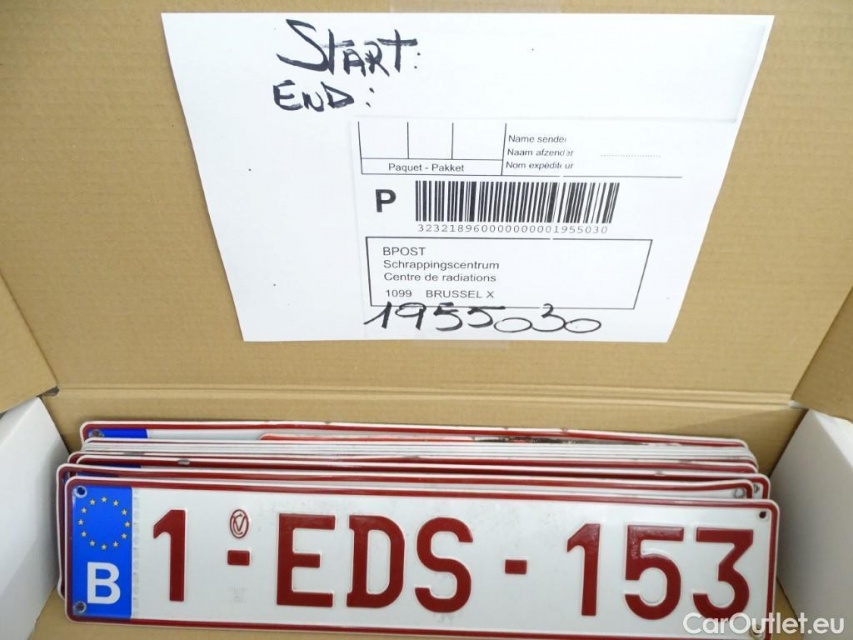 START:
END:
Name sender
Naam afzender
Nom expéditeur
Paquet - Pakket
P
323218960000000001955030
BPOST
Schrappingscentrum
Centre de radiations
1099 BRUSSEL X
1955030
B 1-EDS-153
CarOutlet.eu